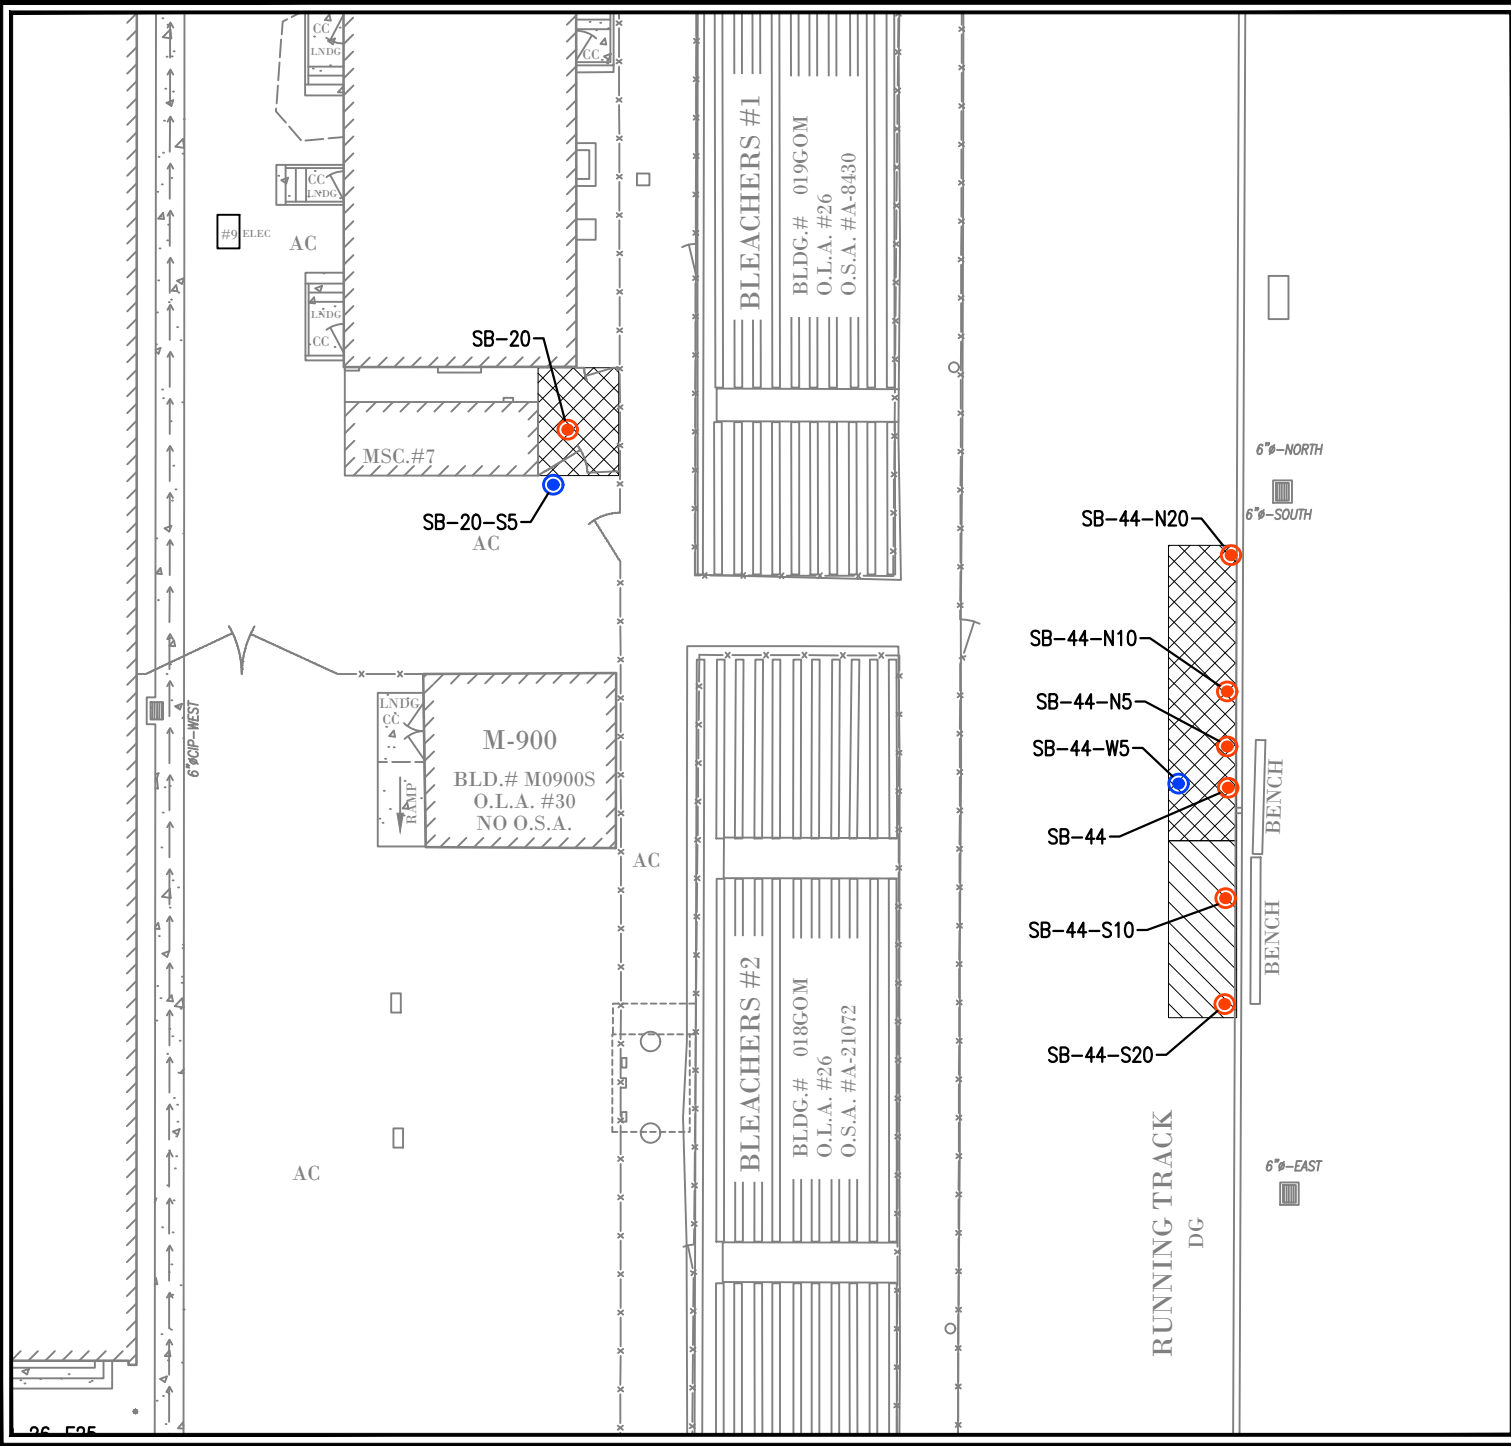 CC
LNDG
CC
BLEACHERS #1
BLDG.# 019GOM
O.L.A. #26
O.S.A. #A-8430
CC
LNDG
#9 ELEC
AC
LNDG
CC
SB-20
MSC.#7
SB-20-S5
AC
6"ø-NORTH
6"ø-SOUTH
SB-44-N20
SB-44-N10
SB-44-N5
SB-44-W5
SB-44
SB-44-S10
SB-44-S20
BENCH
BENCH
6"øCIP-WEST
LNDG
CC
RAMP
M-900
BLD.# M0900S
O.L.A. #30
NO O.S.A.
AC
BLEACHERS #2
BLDG.# 018GOM
O.L.A. #26
O.S.A. #A-21072
AC
RUNNING TRACK
DG
6"ø-EAST